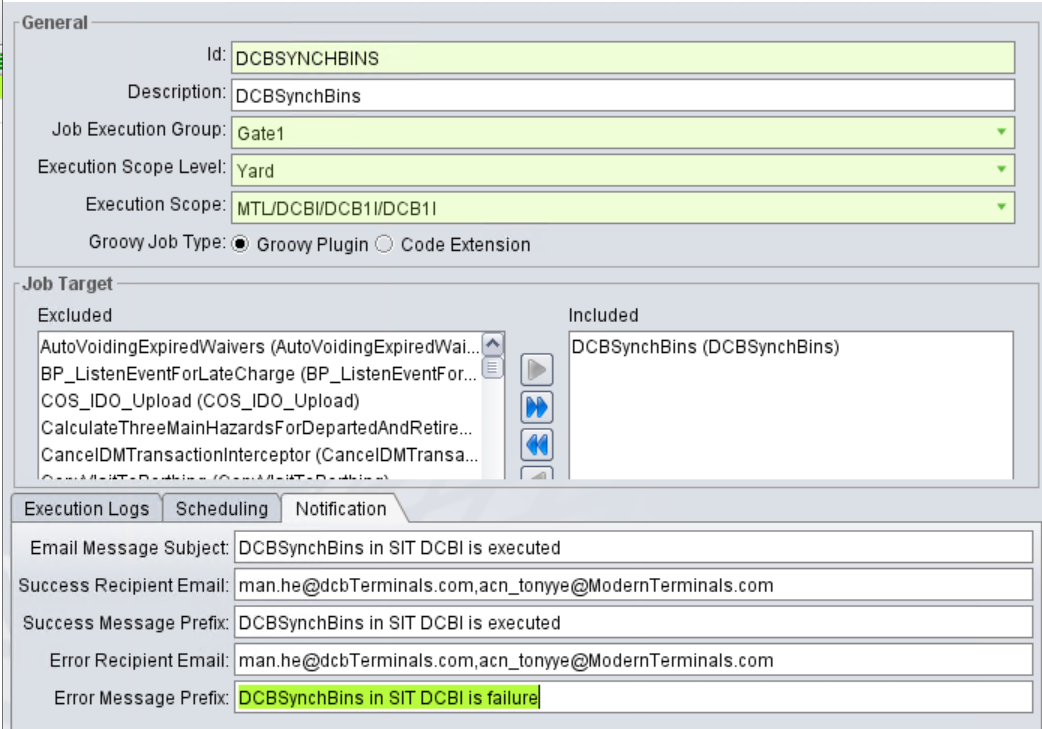 General
Id: DCBSYNCHBINS
Description: DCBSynchBins
Job Execution Group: Gate1
Execution Scope Level: Yard
Execution Scope: MTL/DCBI/DCB1I/DCB1I
Groovy Job Type: Groovy Plugin Code Extension
Job Target
Excluded Included
AutoVoidingExpiredWaivers (AutoVoidingExpiredWai... DCBSynchBins (DCBSynchBins)
BP_ListenEventForLateCharge (BP_ListenEventFor...
COS_IDO_Upload (COS_IDO_Upload)
CalculateThreeMainHazardsForDepartedAndRetire...
CancelIDMTransactionInterceptor (CancelIDMTransa...
Execution Logs Scheduling Notification
Email Message Subject: DCBSynchBins in SIT DCBI is executed
Success Recipient Email: man.he@dcbTerminals.com,acn_tonyye@ModernTerminals.com
Success Message Prefix: DCBSynchBins in SIT DCBI is executed
Error Recipient Email: man.he@dcbTerminals.com,acn_tonyye@ModernTerminals.com
Error Message Prefix: DCBSynchBins in SIT DCBI is failure